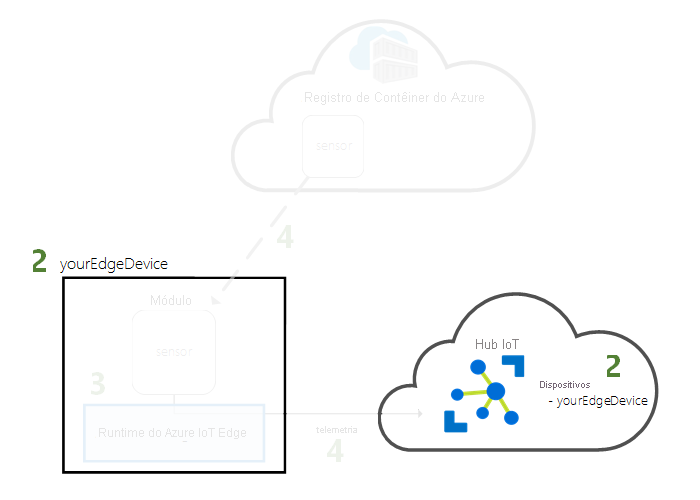 Registro de Contêiner do Azure
sensor
4
2 yourEdgeDevice
Módulo
sensor
3
Runtime do Azure IoT Edge
telemetria
4
Hub IoT
2
Dispositivos
- yourEdgeDevice